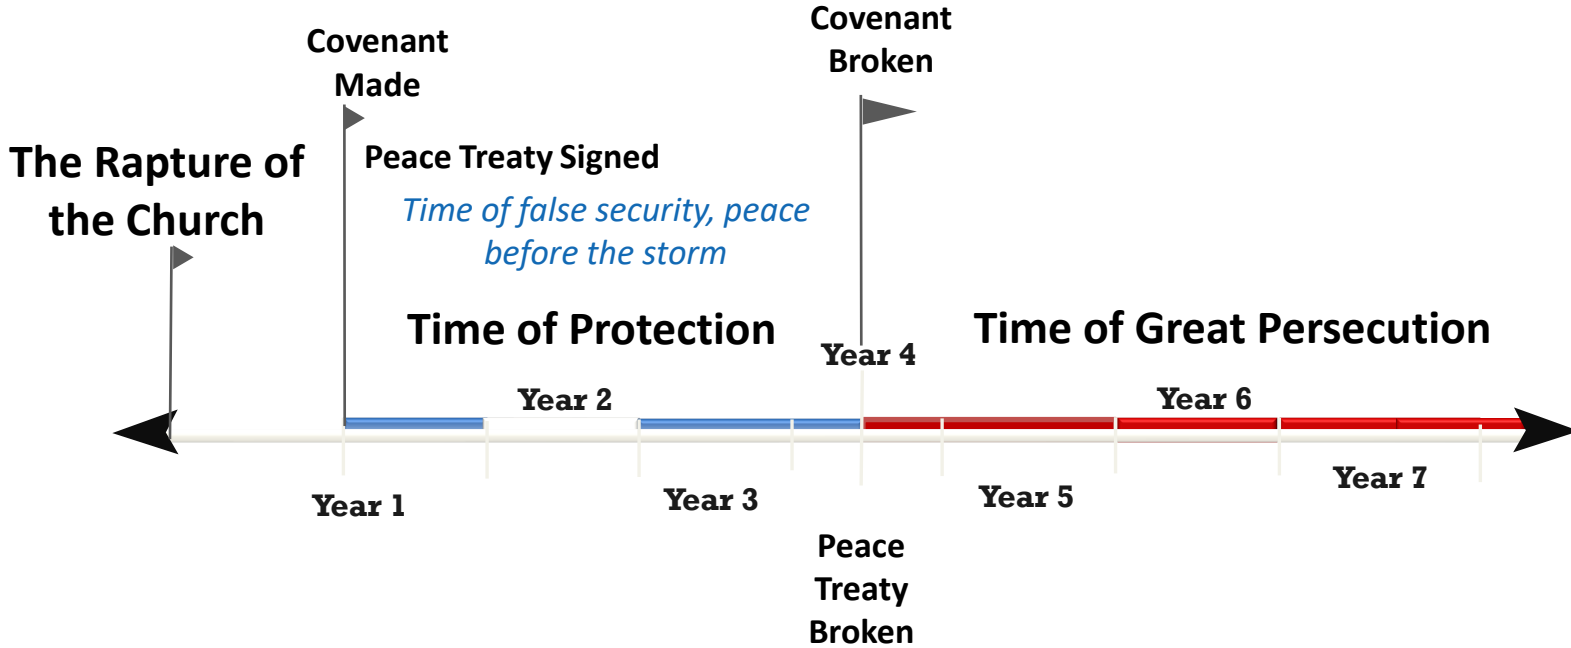 The Rapture of
the Church
Covenant
Made
Peace Treaty Signed
Time of false security, peace
before the storm
Time of Protection
Covenant
Broken
Time of Great Persecution
Year 1
Year 2
Year 3
Year 4
Year 5
Year 6
Year 7
Peace
Treaty
Broken